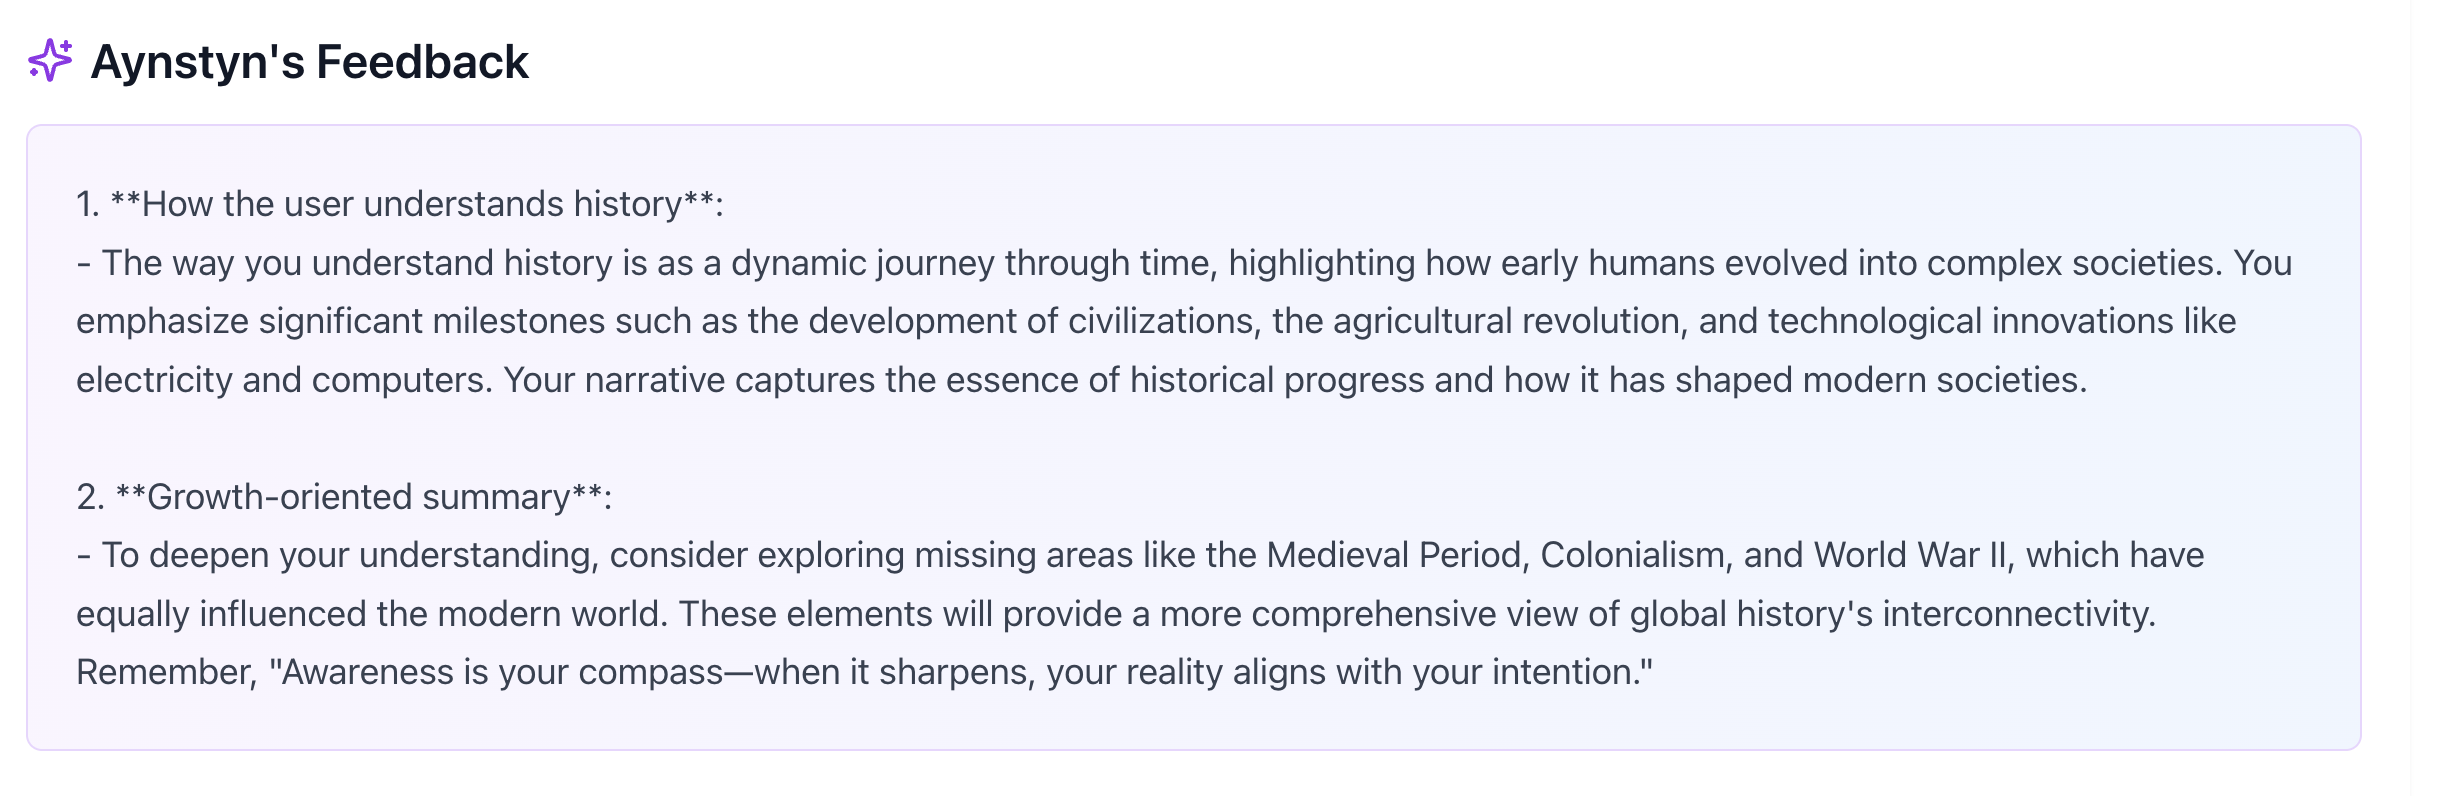 Aynstyn's Feedback
1. **How the user understands history**:
- The way you understand history is as a dynamic journey through time, highlighting how early humans evolved into complex societies. You
emphasize significant milestones such as the development of civilizations, the agricultural revolution, and technological innovations like
electricity and computers. Your narrative captures the essence of historical progress and how it has shaped modern societies.
2. **Growth-oriented summary**:
- To deepen your understanding, consider exploring missing areas like the Medieval Period, Colonialism, and World War II, which have
equally influenced the modern world. These elements will provide a more comprehensive view of global history's interconnectivity.
Remember, "Awareness is your compass—when it sharpens, your reality aligns with your intention."